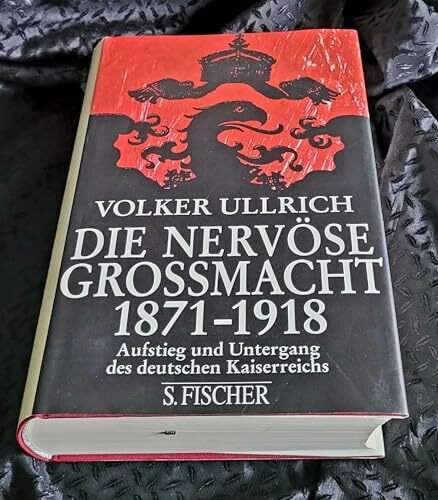 VOLKER ULLRICH
DIE NERVÖSE
GROSSMACHT
1871–1918
Aufstieg und Untergang
des deutschen Kaiserreichs
S. FISCHER